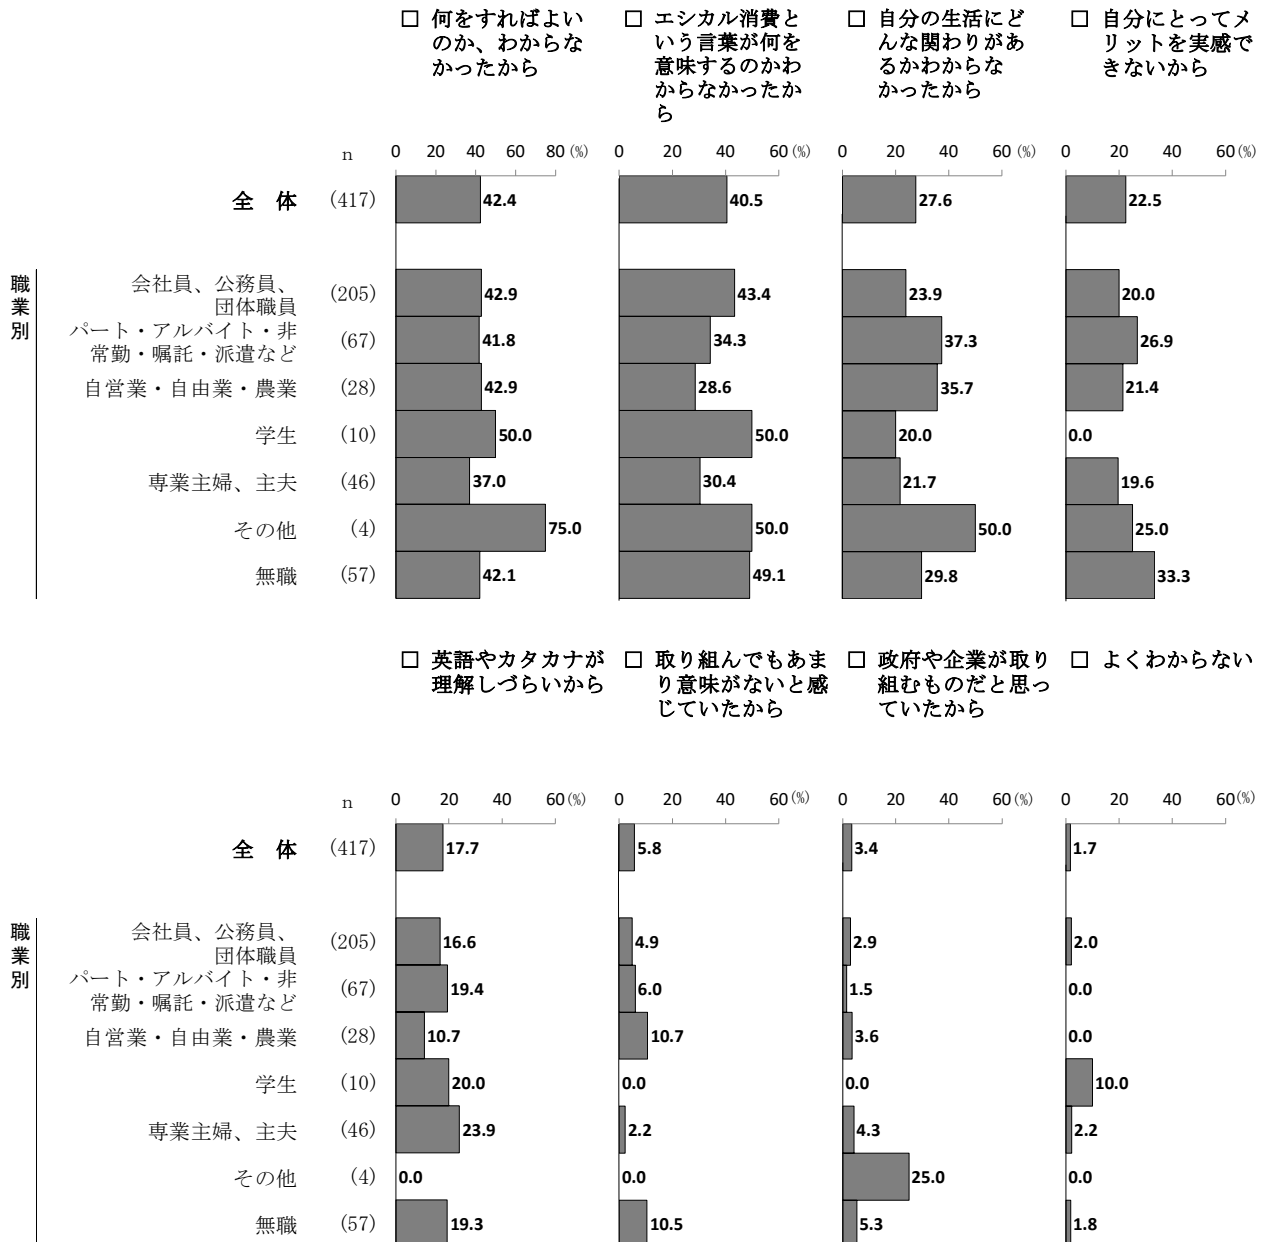 □ 何をすればよい
のか、わからな
かったから
□ エシカル消費と
いう言葉が何を
意味するのかわ
からなかったか
ら
□ 自分の生活にど
んな関わりがあ
るかわからな
かったから
□ 自分にとってメ
リットを実感で
きないから
n 0 20 40 60 80 (%) 0 20 40 60 (%) 0 20 40 60 (%) 0 20 40 60 (%)
全 体 (417) 42.4 40.5 27.6 22.5
職業別
会社員、公務員、
団体職員 (205) 42.9 43.4 23.9 20.0
パート・アルバイト・非
常勤・嘱託・派遣など (67) 41.8 34.3 37.3 26.9
自営業・自由業・農業 (28) 42.9 28.6 35.7 21.4
学生 (10) 50.0 50.0 20.0 0.0
専業主婦、主夫 (46) 37.0 30.4 21.7 19.6
その他 (4) 75.0 50.0 50.0 25.0
無職 (57) 42.1 49.1 29.8 33.3
□ 英語やカタカナが
理解しづらいから
□ 取り組んでもあま
り意味がないと感
じていたから
□ 政府や企業が取り
組むものだと思っ
ていたから
□ よくわからない
n 0 20 40 60 (%) 0 20 40 60 (%) 0 20 40 60 (%) 0 20 40 60 (%)
全 体 (417) 17.7 5.8 3.4 1.7
職業別
会社員、公務員、
団体職員 (205) 16.6 4.9 2.9 2.0
パート・アルバイト・非
常勤・嘱託・派遣など (67) 19.4 6.0 1.5 0.0
自営業・自由業・農業 (28) 10.7 10.7 3.6 0.0
学生 (10) 20.0 0.0 0.0 10.0
専業主婦、主夫 (46) 23.9 2.2 4.3 2.2
その他 (4) 0.0 0.0 25.0 0.0
無職 (57) 19.3 10.5 5.3 1.8